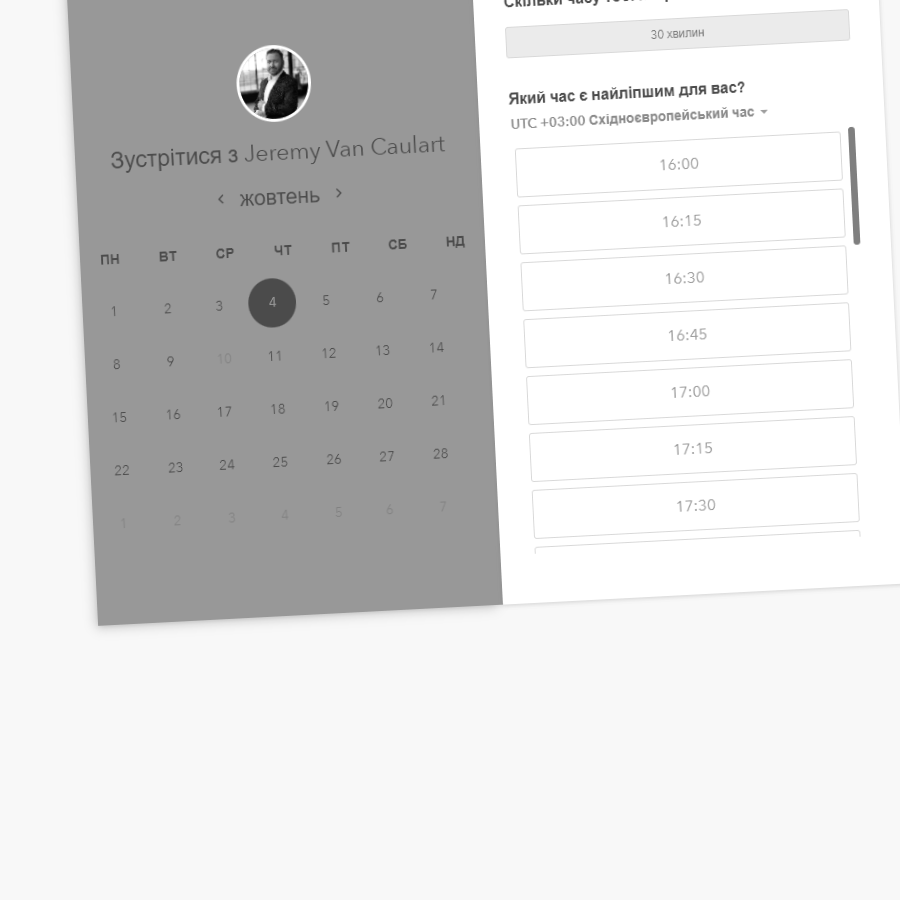 Зустрітися з Jeremy Van Caulart
жовтень
ПН ВТ СР ЧТ ПТ СБ НД
1 2 3 4 5 6 7
8 9 10 11 12 13 14
15 16 17 18 19 20 21
22 23 24 25 26 27 28
1 2 3 4 5 6 7
Скільки часу
30 хвилин
Який час є найліпшим для вас?
UTC +03:00 Східноєвропейський час
16:00
16:15
16:30
16:45
17:00
17:15
17:30